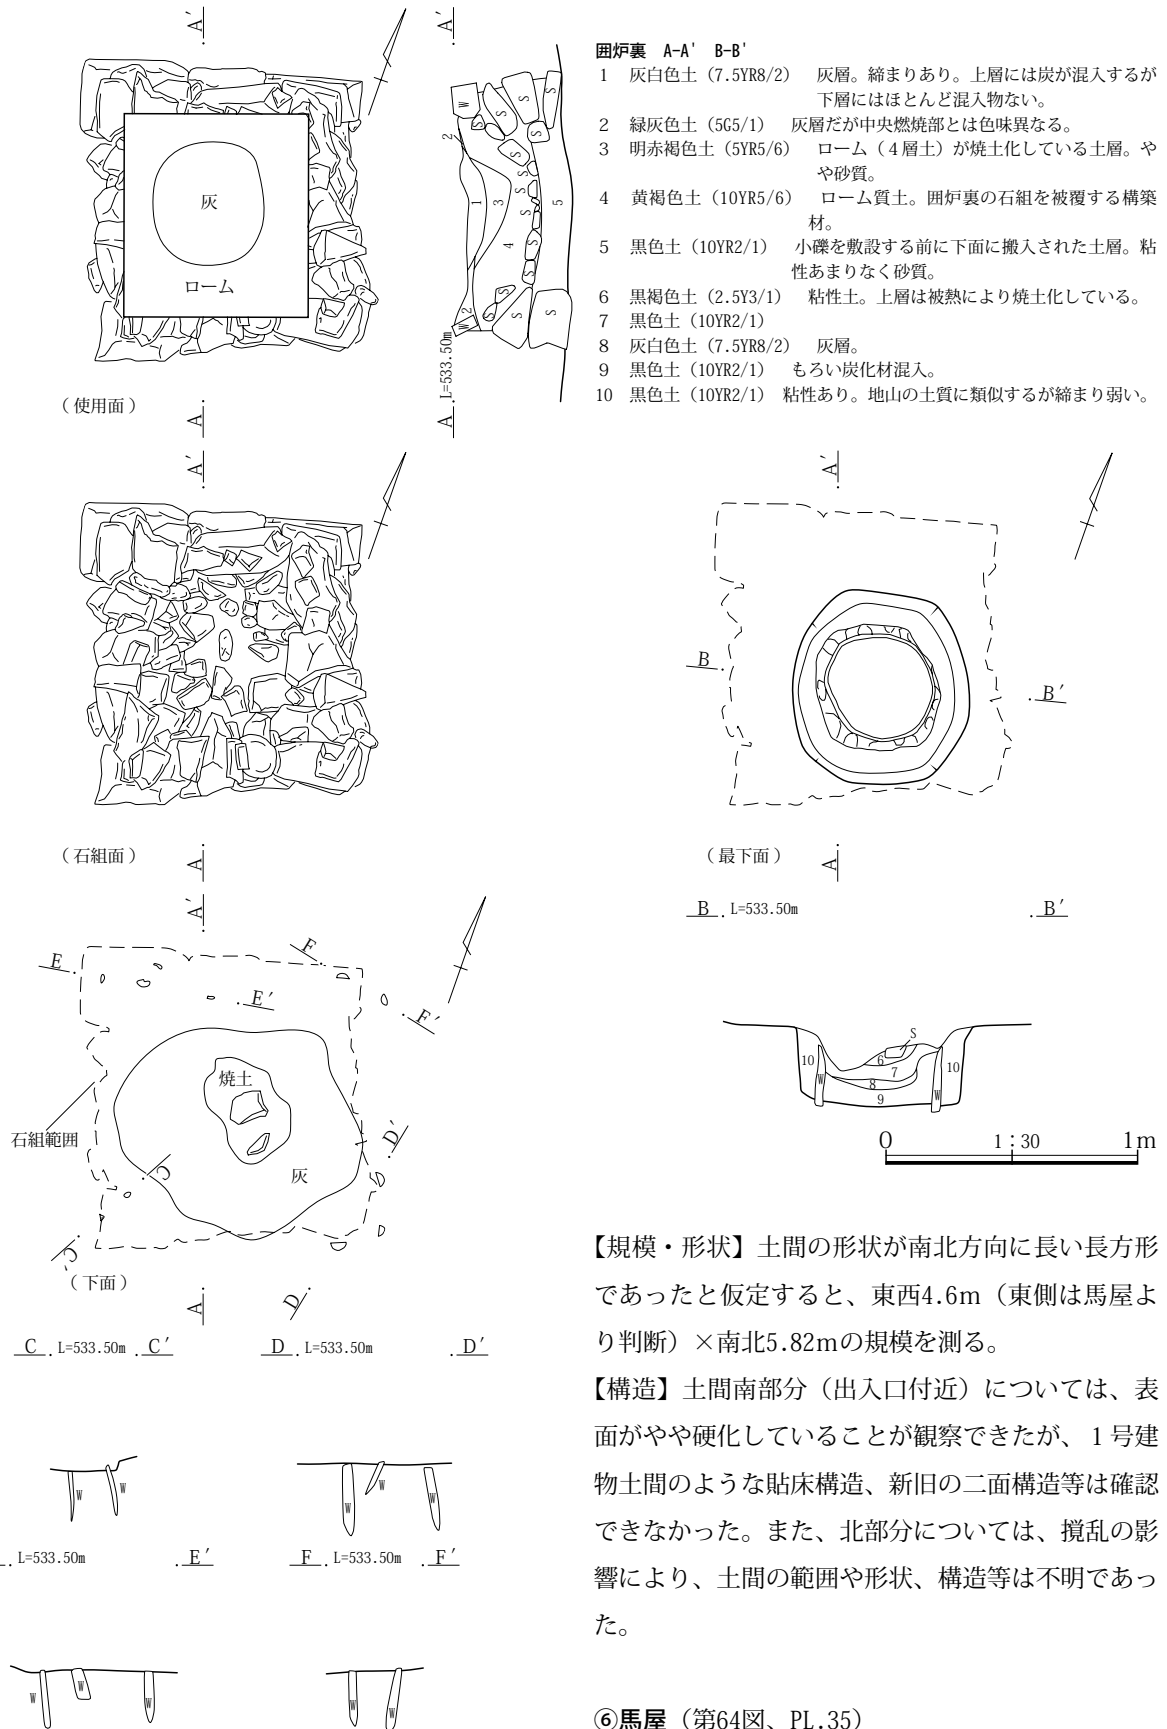 A′
A′
囲炉裏　A-A'　B-B'
1　灰白色土（7.5YR8/2）　灰層。締まりあり。上層には炭が混入するが
下層にはほとんど混入物ない。
2　緑灰色土（5G5/1）　灰層だが中央燃焼部とは色味異なる。
3　明赤褐色土（5YR5/6）　ローム（４層土）が焼土化している土層。や
や砂質。
4　黄褐色土（10YR5/6）　ローム質土。囲炉裏の石組を被覆する構築
材。
5　黒色土（10YR2/1）　小礫を敷設する前に下面に搬入された土層。粘
性あまりなく砂質。
6　黒褐色土（2.5Y3/1）　粘性土。上層は被熱により焼土化している。
7　黒色土（10YR2/1）
8　灰白色土（7.5YR8/2）　灰層。
9　黒色土（10YR2/1）　もろい炭化材混入。
10　黒色土（10YR2/1）　粘性あり。地山の土質に類似するが締まり弱い。
灰
ローム
W
S
S
S
S
S
2
1
3
S
S
S
4
S
5
S
S
S
S
S
S
2
W
L=533.50m
（使用面）
A
A
A′
A′
B
B′
（石組面）
A
（最下面）
A
A′
B
L=533.50m
B′
E
F
E′
F′
焼土
石組範囲
灰
D′
C′
C
（下面）
A
D
S
10
W
6
7
8
9
W
10
0
1：30
1m
C
L=533.50m
C′
D
L=533.50m
D′
W
W
W
W
W
L=533.50m
E′
F
L=533.50m
F′
W
W
W
W
W
【規模・形状】土間の形状が南北方向に長い長方形
であったと仮定すると、東西4.6m（東側は馬屋よ
り判断）×南北5.82mの規模を測る。
【構造】土間南部分（出入口付近）については、表
面がやや硬化していることが観察できたが、１号建
物土間のような貼床構造、新旧の二面構造等は確認
できなかった。また、北部分については、撹乱の影
響により、土間の範囲や形状、構造等は不明であっ
た。
⑥馬屋（第64図、PL.35）